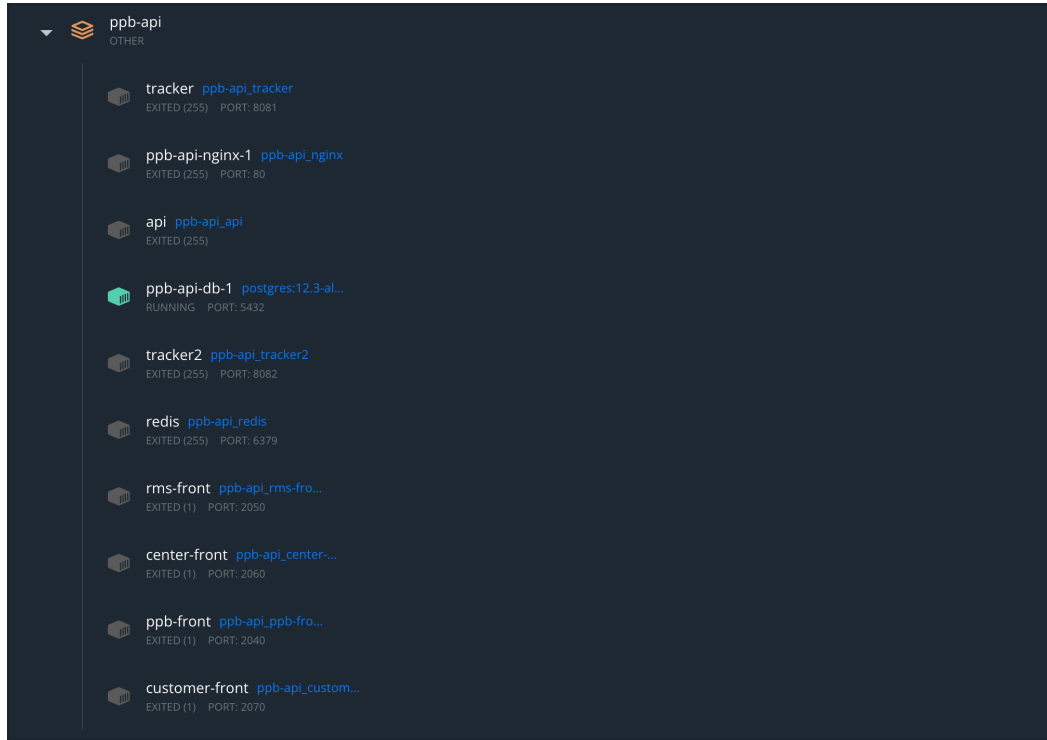 ppb-api
OTHER
tracker ppb-api_tracker
EXITED (255) PORT: 8081
ppb-api-nginx-1 ppb-api_nginx
EXITED (255) PORT: 80
api ppb-api_api
EXITED (255)
ppb-api-db-1 postgres:12.3-al...
RUNNING PORT: 5432
tracker2 ppb-api_tracker2
EXITED (255) PORT: 8082
redis ppb-api_redis
EXITED (255) PORT: 6379
rms-front ppb-api_rms-fro...
EXITED (1) PORT: 2050
center-front ppb-api_center-...
EXITED (1) PORT: 2060
ppb-front ppb-api_ppb-fro...
EXITED (1) PORT: 2040
customer-front ppb-api_custom...
EXITED (1) PORT: 2070